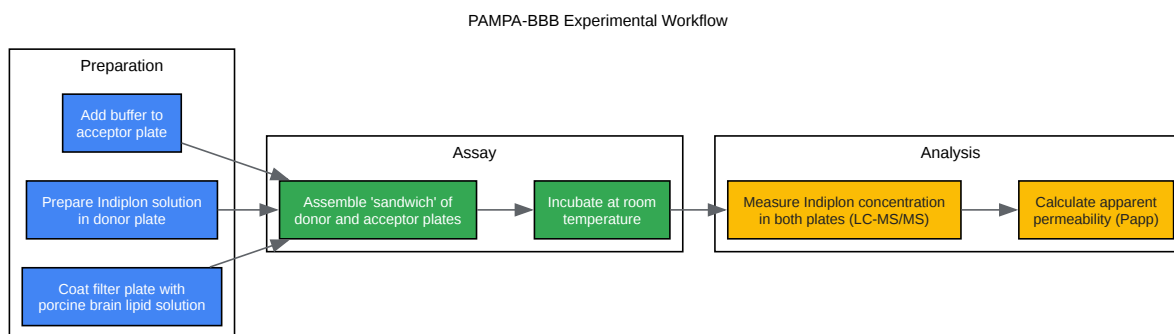 PAMPA-BBB Experimental Workflow
Preparation
Add buffer to
acceptor plate
Prepare Indiplon solution
in donor plate
Coat filter plate with
porcine brain lipid solution
Assay
Assemble 'sandwich' of
donor and acceptor plates
Incubate at room
temperature
Analysis
Measure Indiplon concentration
in both plates (LC-MS/MS)
Calculate apparent
permeability (Papp)